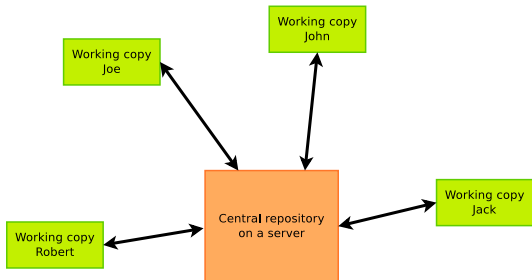 Working copy
John
Working copy
Joe
Working copy
Jack
Central repository
on a server
Working copy
Robert